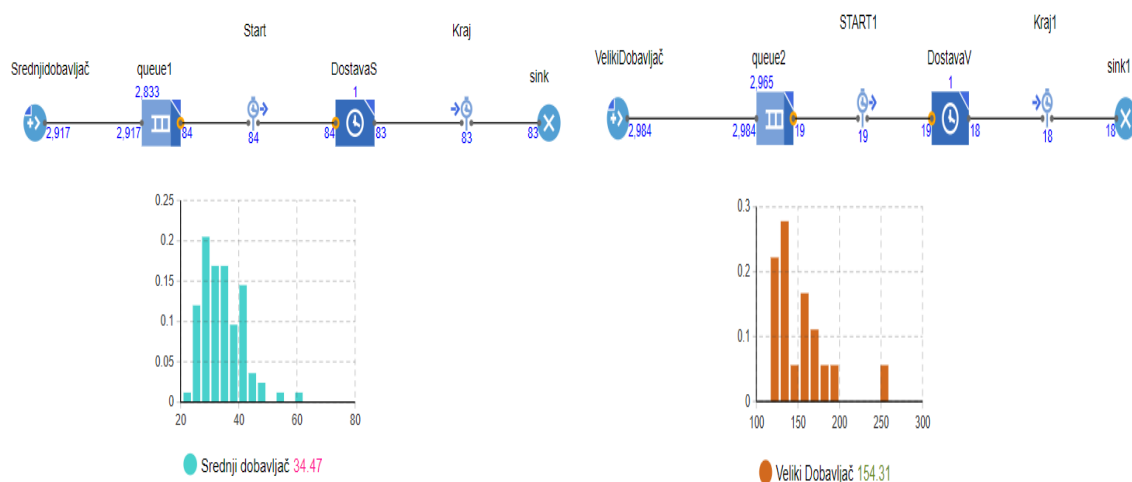 Start
Kraj
Srednjidobavljač
queue1
DostavaS
sink
2,833
1
2,917
2,917
84
84
84
83
83
83
0.25
0.2
0.15
0.1
0.05
0
20
40
60
80
Srednji dobavljač 34.47
START1
Kraj1
VelikiDobavljač
queue2
DostavaV
sink1
2,965
1
2,984
2,984
19
19
19
18
18
18
0.3
0.2
0.1
0
100
150
200
250
300
Veliki Dobavljač 154.31